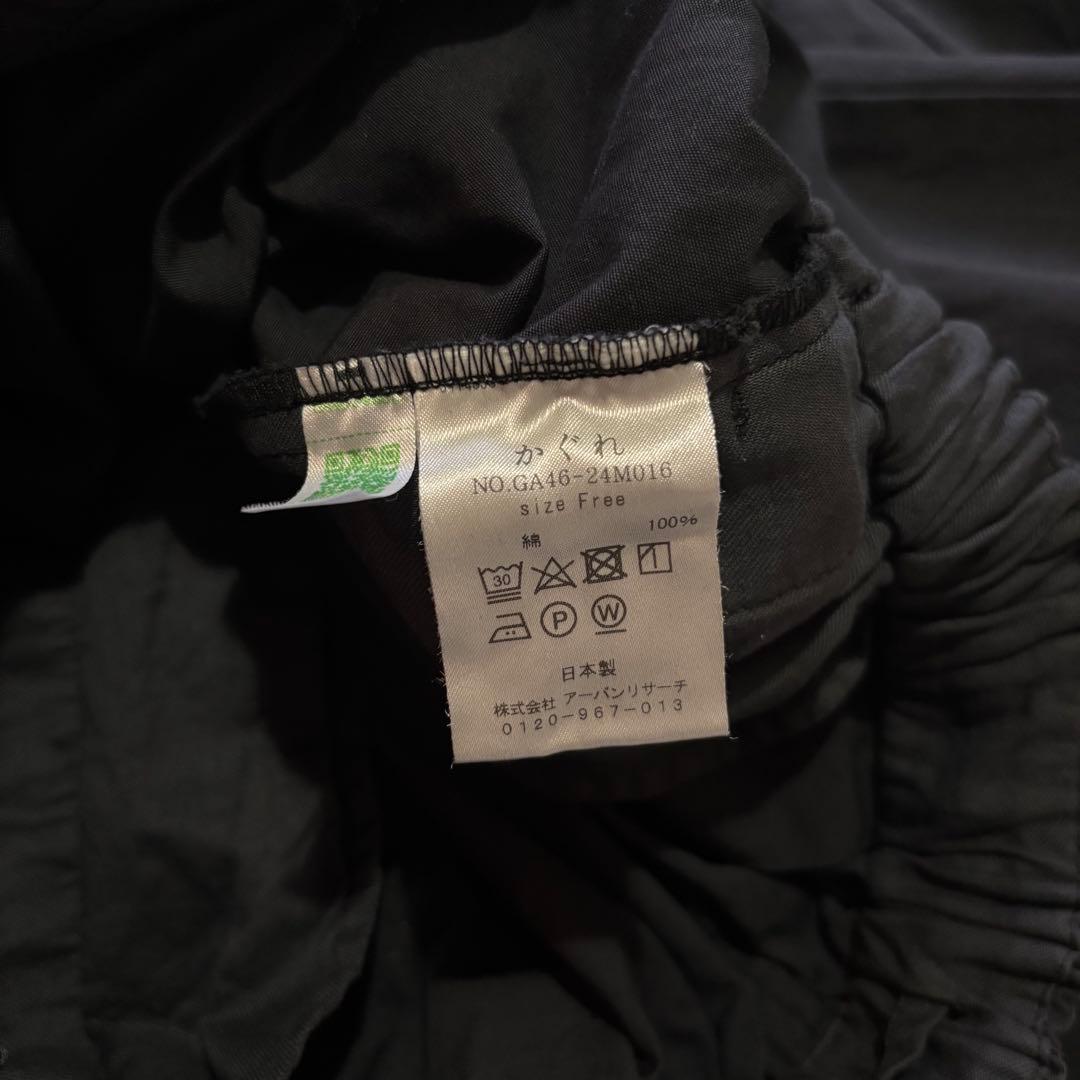 かぐれ
NO.GA46-24M016
size Free
綿 100%
30
P W
日本製
株式会社 アーバンリサーチ
0120-967-013